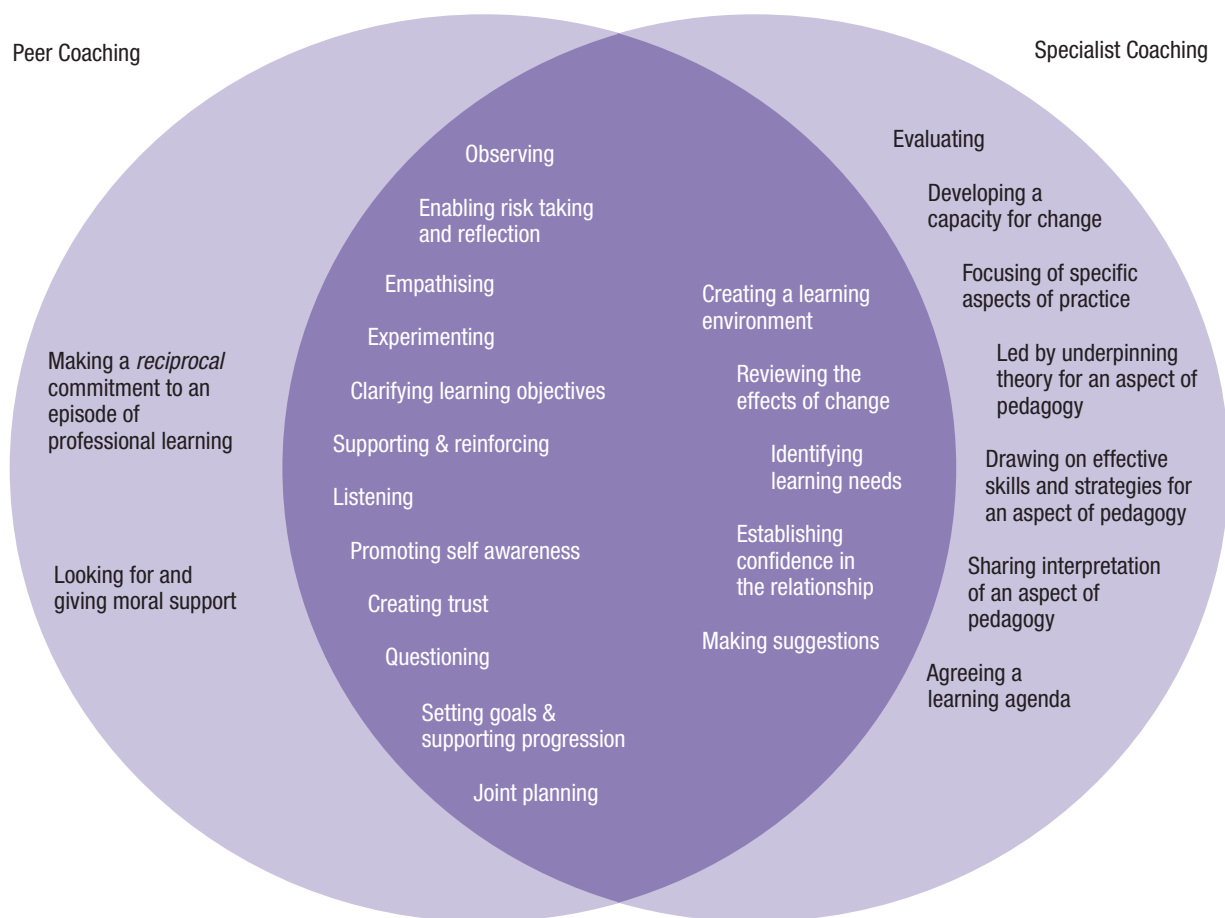 Peer Coaching
Specialist Coaching
Making a reciprocal
commitment to an
episode of
professional learning
Looking for and
giving moral support
Observing
Enabling risk taking
and reflection
Empathising
Experimenting
Clarifying learning objectives
Supporting & reinforcing
Listening
Promoting self awareness
Creating trust
Questioning
Setting goals &
supporting progression
Joint planning
Creating a learning
environment
Reviewing the
effects of change
Identifying
learning needs
Establishing
confidence in
the relationship
Making suggestions
Evaluating
Developing a
capacity for change
Focusing of specific
aspects of practice
Led by underpinning
theory for an aspect of
pedagogy
Drawing on effective
skills and strategies for
an aspect of pedagogy
Sharing interpretation
of an aspect of
pedagogy
Agreeing a
learning agenda